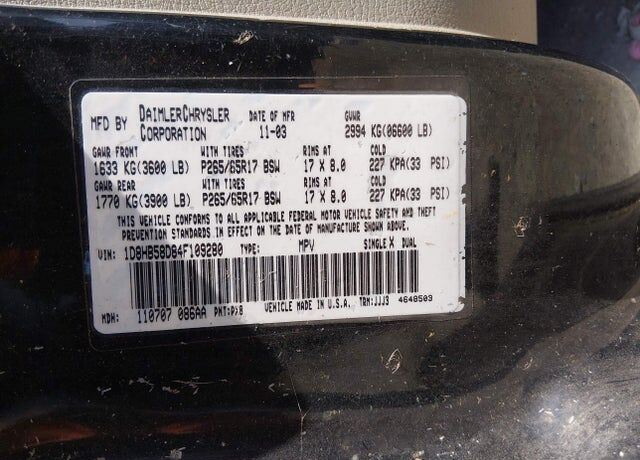 MFD BY DAIMLERCHRYSLER CORPORATION DATE OF MFR 11-03 GVWR 2994 KG(06600 LB)
GAWR FRONT WITH TIRES RIMS AT COLD
1633 KG(3600 LB) P265/65R17 BSW 17 X 8.0 227 KPA(33 PSI)
GAWR REAR WITH TIRES RIMS AT COLD
1770 KG(3900 LB) P265/65R17 BSW 17 X 8.0 227 KPA(33 PSI)
THIS VEHICLE CONFORMS TO ALL APPLICABLE FEDERAL MOTOR VEHICLE SAFETY AND THEFT
PREVENTION STANDARDS IN EFFECT ON THE DATE OF MANUFACTURE SHOWN ABOVE.
VIN: 1D8HB58D84F109280 TYPE: MPV SINGLE X DUAL
MDH: 110707 086AA PNT: VEHICLE MADE IN U.S.A. TRM:JJJ3 4648503